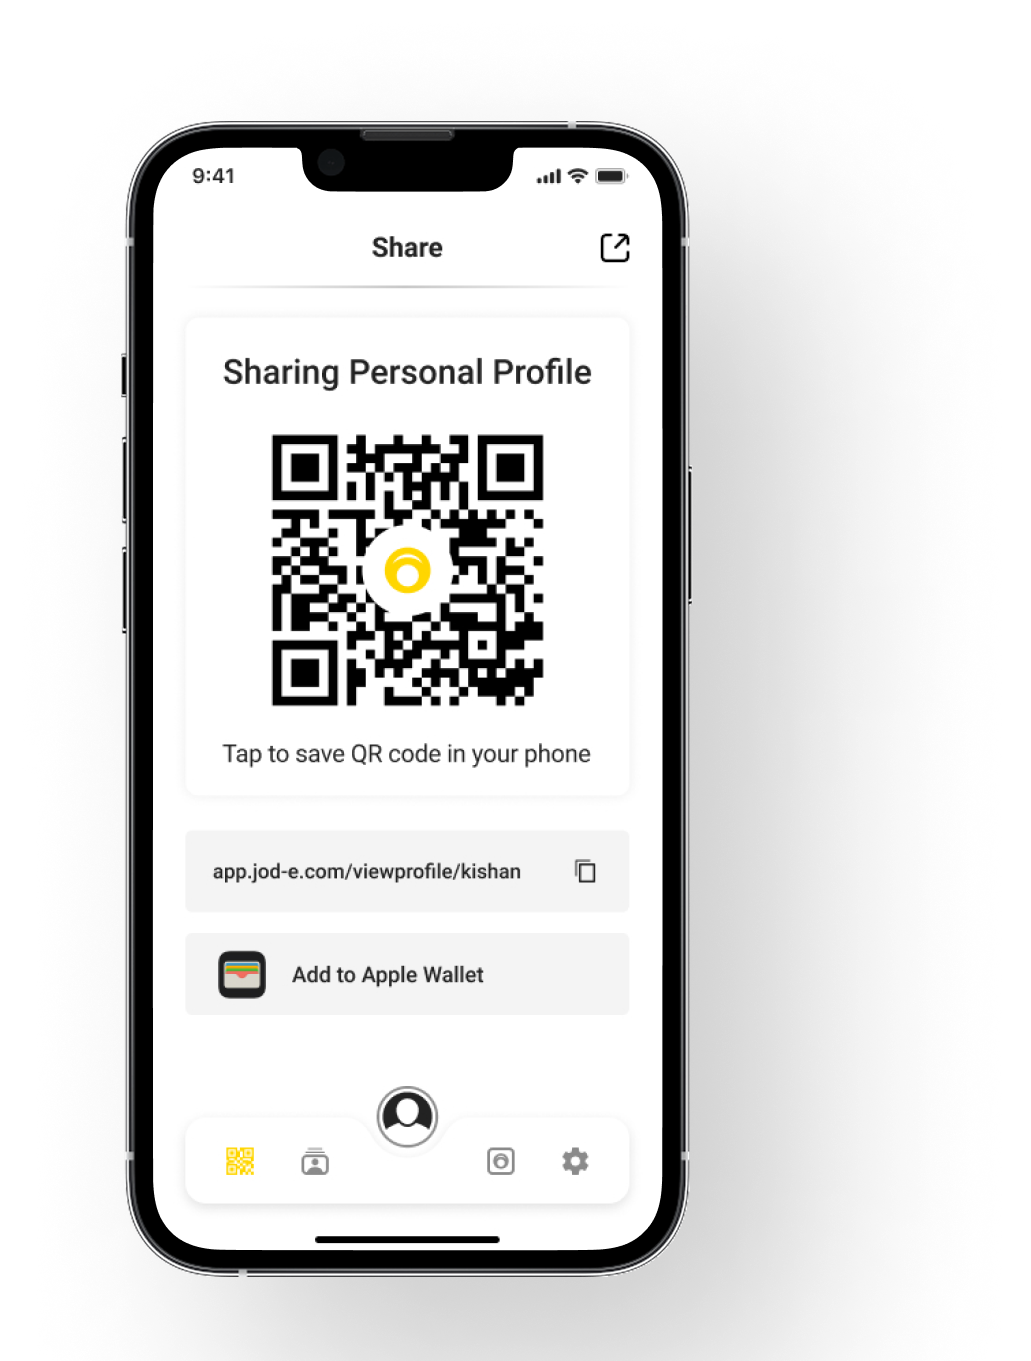 9:41
Share
Sharing Personal Profile
Tap to save QR code in your phone
app.jod-e.com/viewprofile/kishan
Add to Apple Wallet